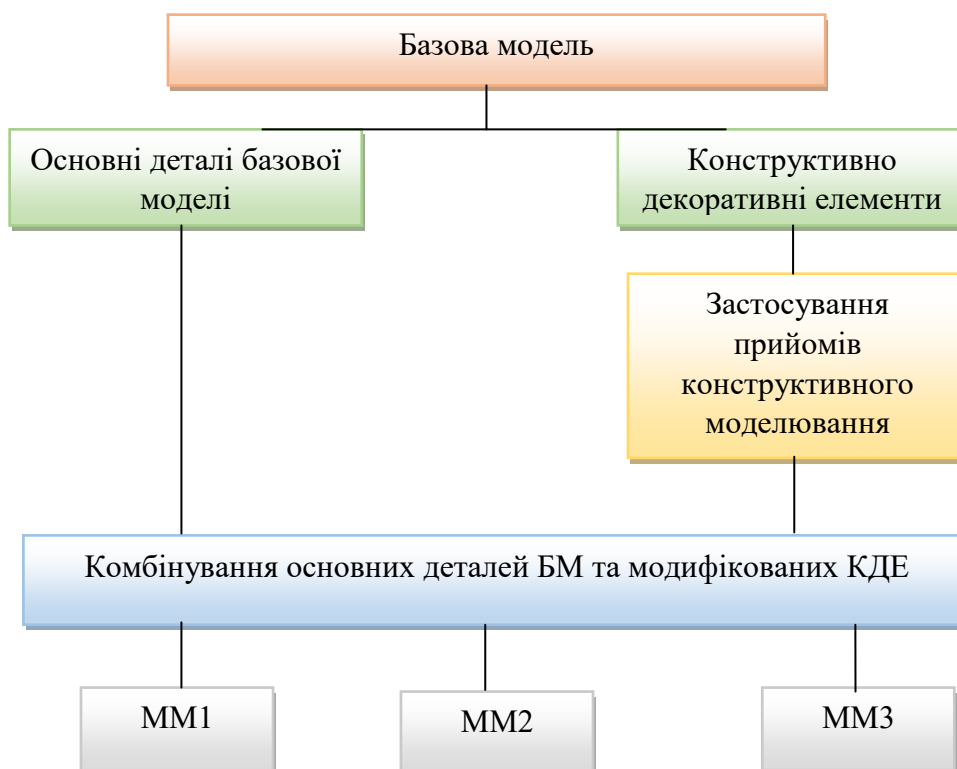 Базова модель
Основні деталі базової
моделі
Конструктивно
декоративні елементи
Застосування
прийомів
конструктивного
моделювання
Комбінування основних деталей БМ та модифікованих КДЕ
ММ1
ММ2
ММ3